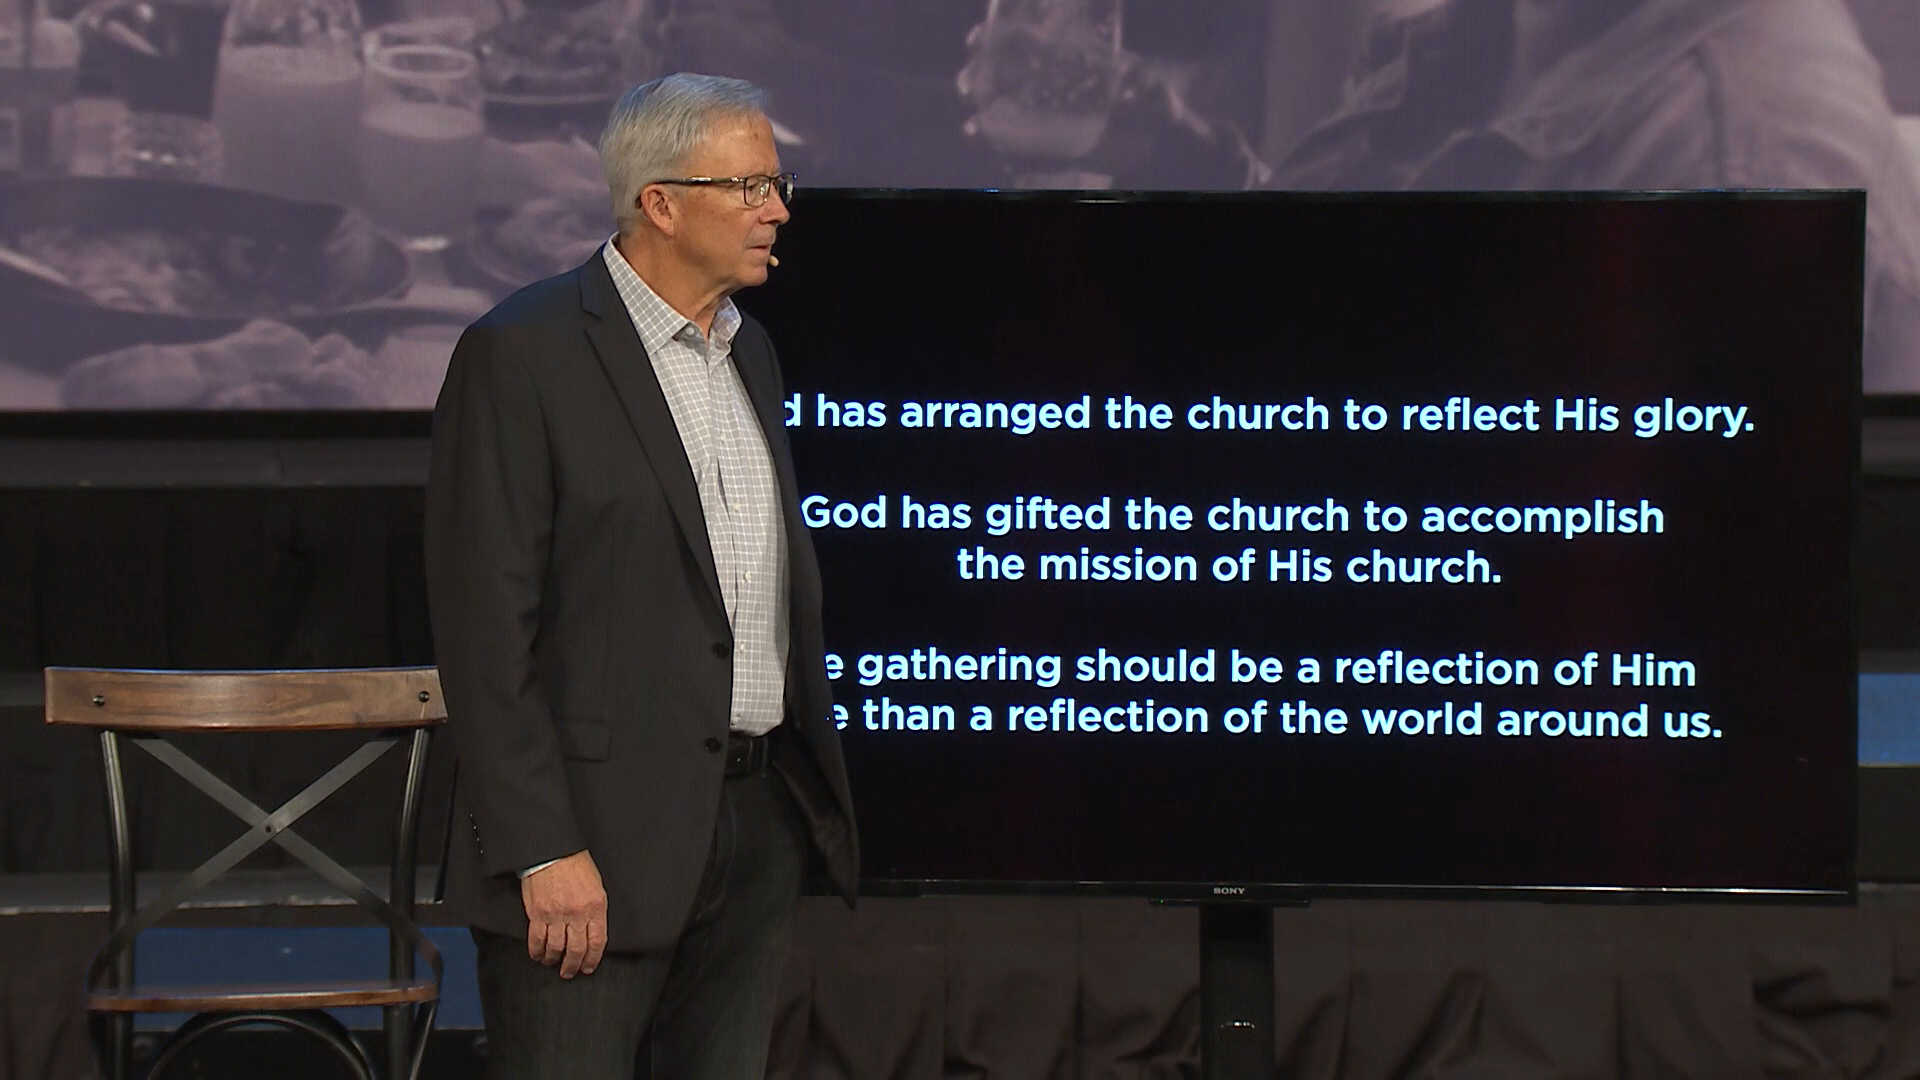 has arranged the church to reflect His glory.
God has gifted the church to accomplish
the mission of His church.
gathering should be a reflection of Him
than a reflection of the world around us.
SONY